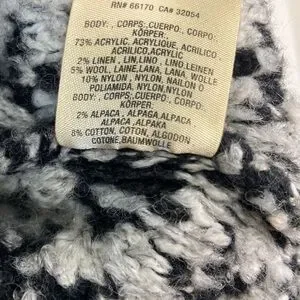 RN# 66170 CA# 32054
BODY: , CORPS:,CUERPO:, CORPO:
KÖRPER:
73% ACRYLIC, ACRYLIQUE, ACRILICO,
ACRILICO,ACRYL
2% LINEN , LIN,LINO , LINO,LEINEN
5% WOOL, LAINE,LANA, LANA, WOLLE
10% NYLON, NYLON, NAILON O
POLIAMIDA, NYLON,NYLON
BODY: , CORPS:,CUERPO:, CORPO:
KÖRPER:
2% ALPACA , ALPAGA,ALPACA
ALPACA ,ALPAKA
8% COTTON, COTON, ALGODON
COTONE,BAUMWOLLE